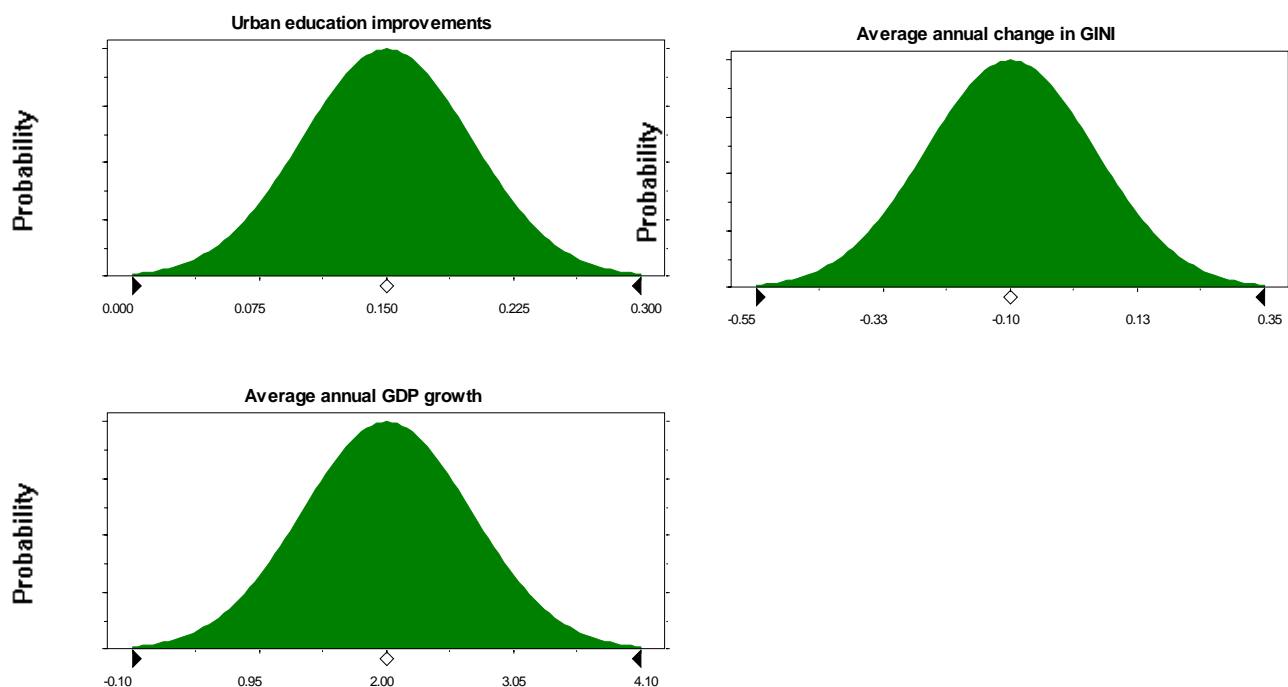 Urban education improvements
Probability
0.000 0.075 0.150 0.225 0.300
Average annual change in GINI
Probability
-0.55 -0.33 -0.10 0.13 0.35
Average annual GDP growth
Probability
-0.10 0.95 2.00 3.05 4.10